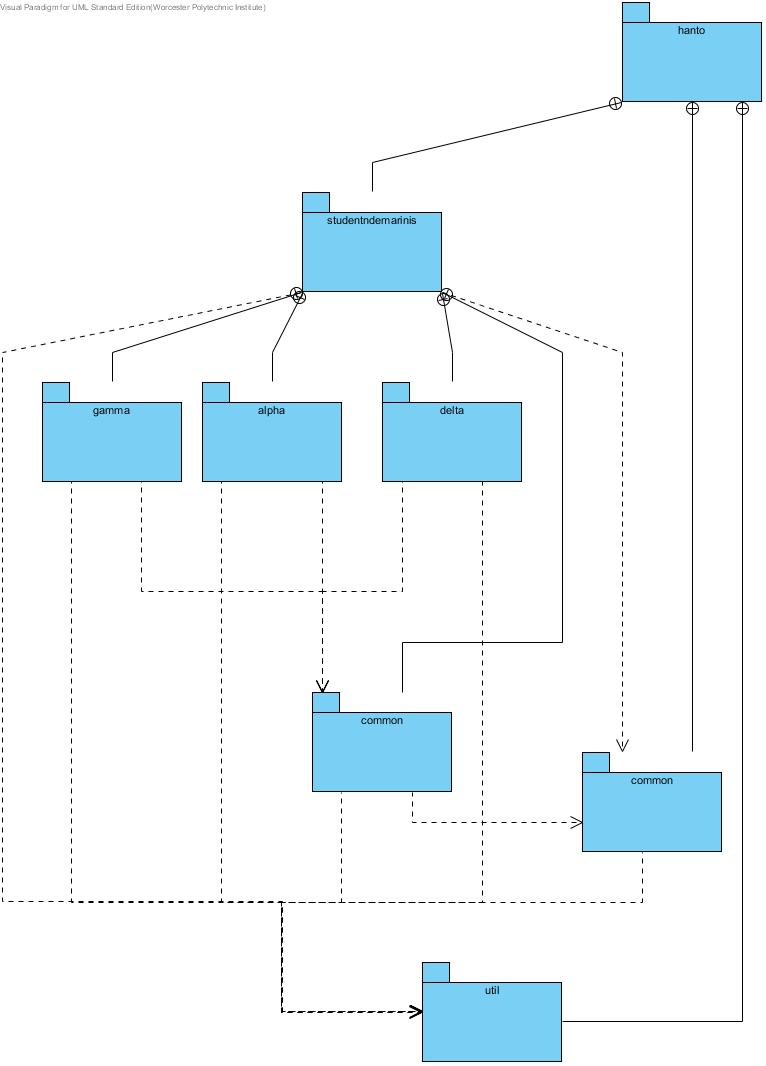 Visual Paradigm for UML Standard Edition(Worcester Polytechnic Institute)
hanto
studentndemarinis
gamma
alpha
delta
common
common
util